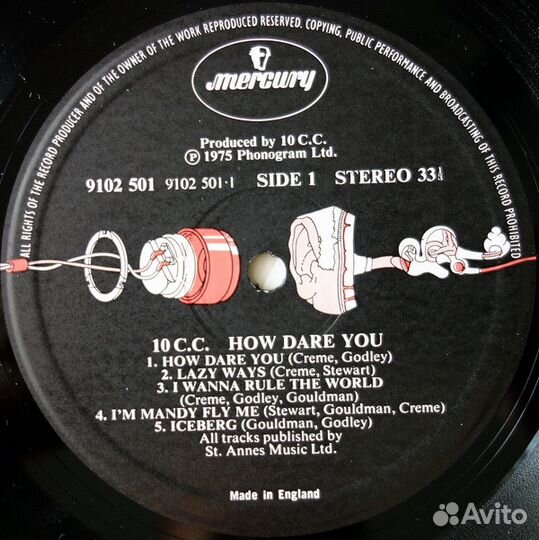 ALL RIGHTS OF THE RECORD PRODUCER AND OF THE OWNER OF THE WORK REPRODUCED RESERVED. COPYING, PUBLIC PERFORMANCE AND BROADCASTING OF THIS RECORD PROHIBITED
mercury
Produced by 10 C.C.
℗ 1975 Phonogram Ltd.
9102 501 9102 501·1 SIDE 1 STEREO 33⅓
10 C.C. HOW DARE YOU
1. HOW DARE YOU (Creme, Godley)
2. LAZY WAYS (Creme, Stewart)
3. I WANNA RULE THE WORLD
(Creme, Godley, Gouldman)
4. I'M MANDY FLY ME (Stewart, Gouldman, Creme)
5. ICEBERG (Gouldman, Godley)
All tracks published by
St. Annes Music Ltd.
Made in England
Avito